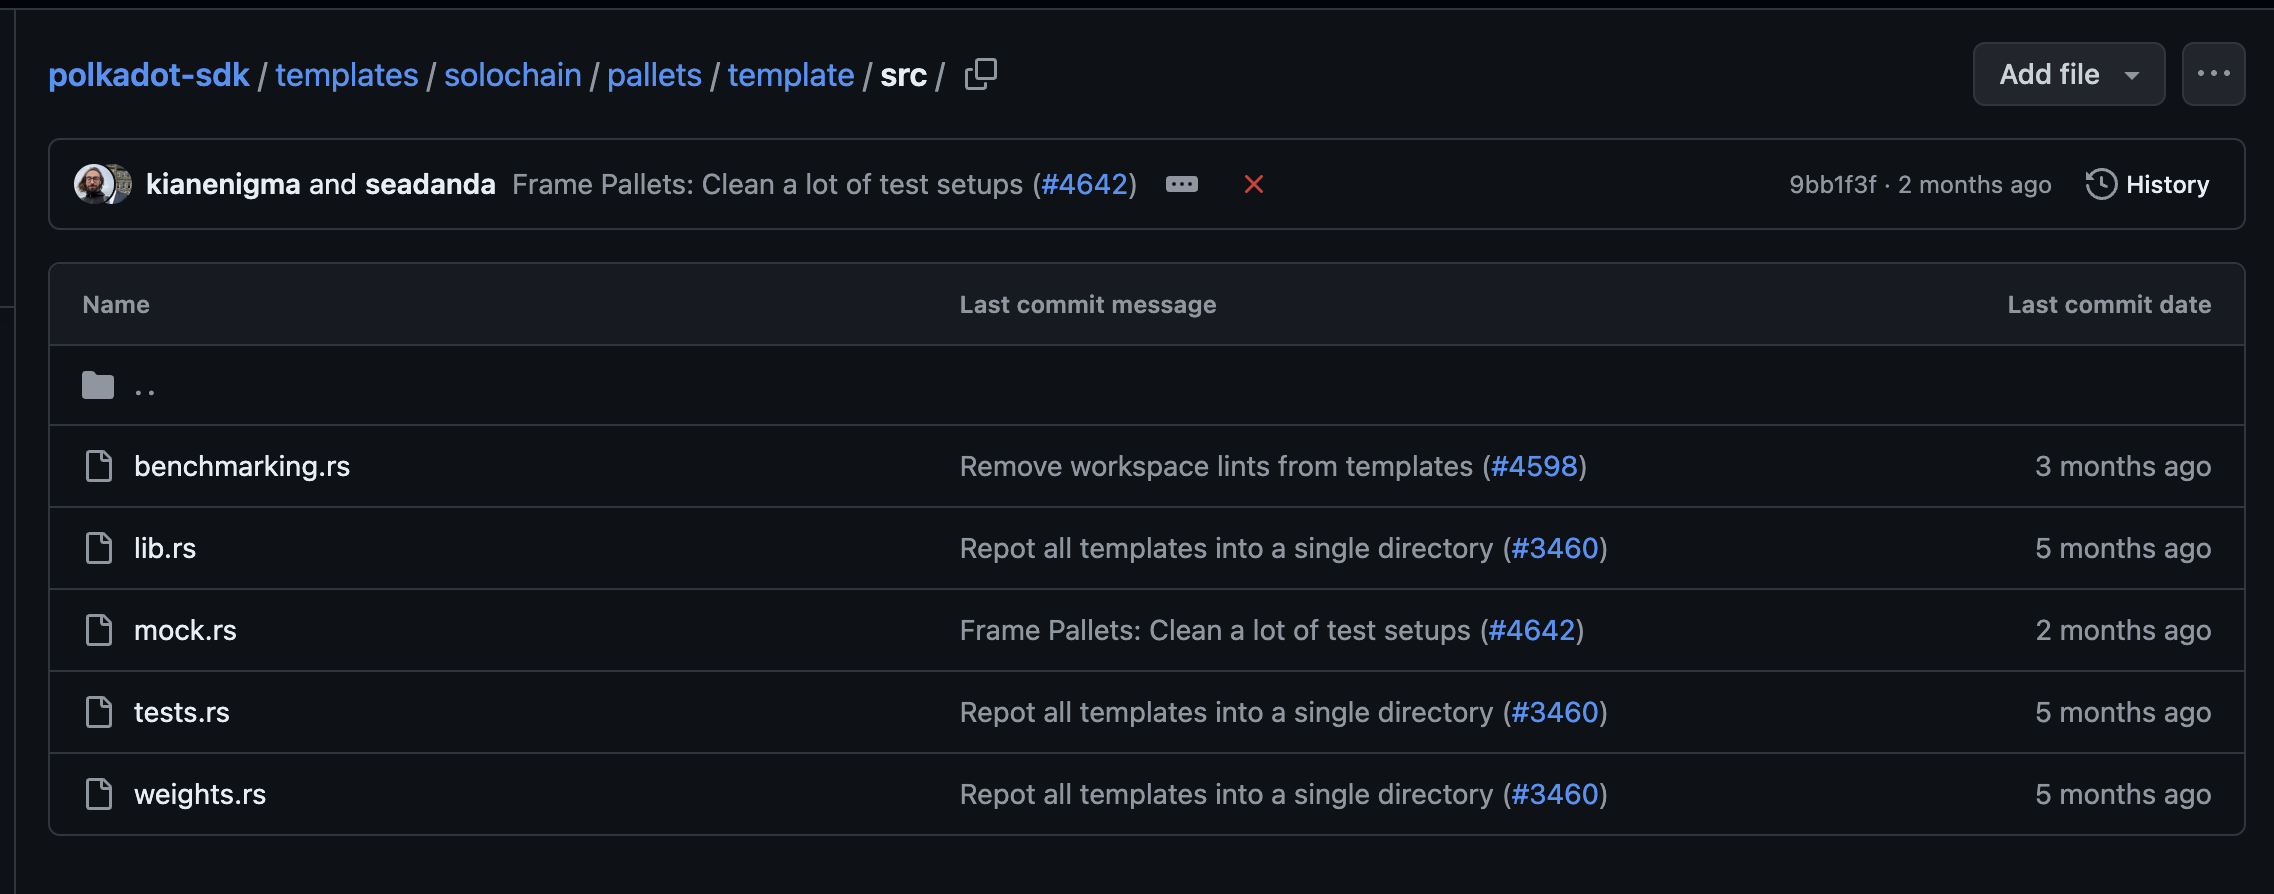 polkadot-sdk / templates / solochain / pallets / template / src /
Add file
kianenigma and seadanda Frame Pallets: Clean a lot of test setups (#4642)
9bb1f3f · 2 months ago
History
Name Last commit message Last commit date
..
benchmarking.rs Remove workspace lints from templates (#4598) 3 months ago
lib.rs Repot all templates into a single directory (#3460) 5 months ago
mock.rs Frame Pallets: Clean a lot of test setups (#4642) 2 months ago
tests.rs Repot all templates into a single directory (#3460) 5 months ago
weights.rs Repot all templates into a single directory (#3460) 5 months ago